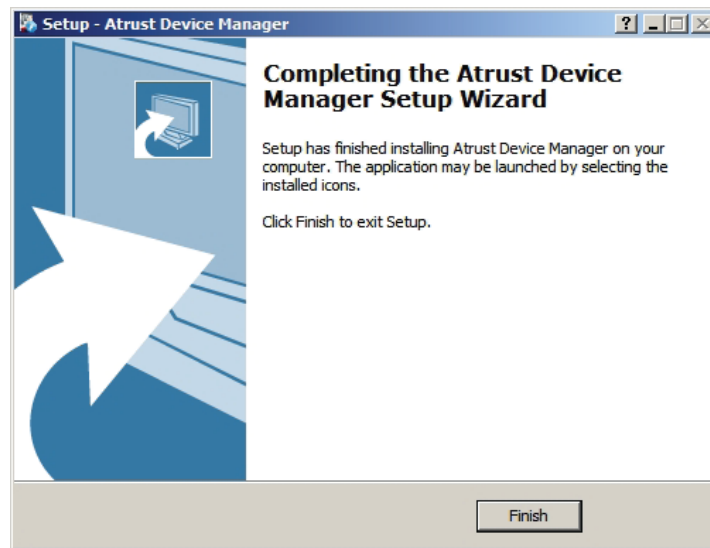 Setup - Atrust Device Manager
?
Completing the Atrust Device
Manager Setup Wizard
Setup has finished installing Atrust Device Manager on your
computer. The application may be launched by selecting the
installed icons.
Click Finish to exit Setup.
Finish